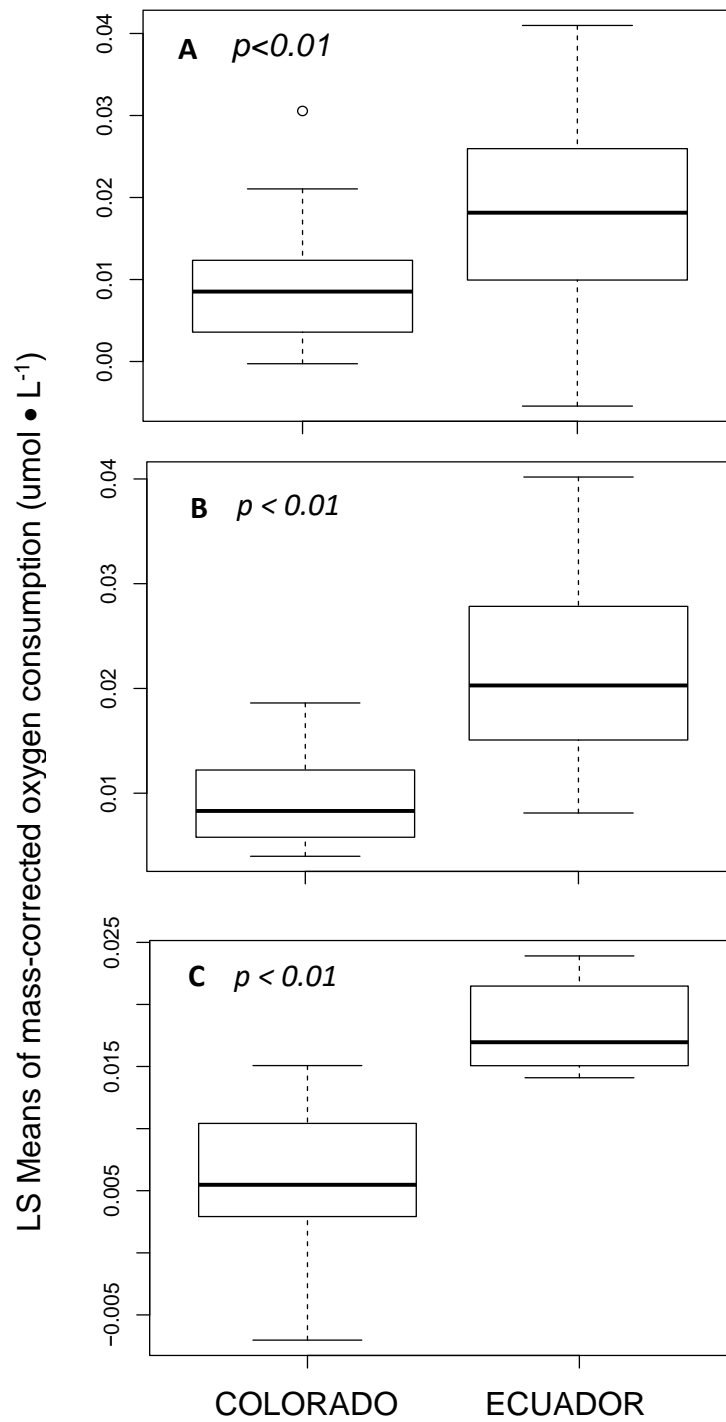 LS Means of mass-corrected oxygen consumption (umol • L⁻¹)
A p<0.01
0.04
0.03
0.02
0.01
0.00
B p < 0.01
0.04
0.03
0.02
0.01
C p < 0.01
0.025
0.015
0.005
−0.005
COLORADO ECUADOR